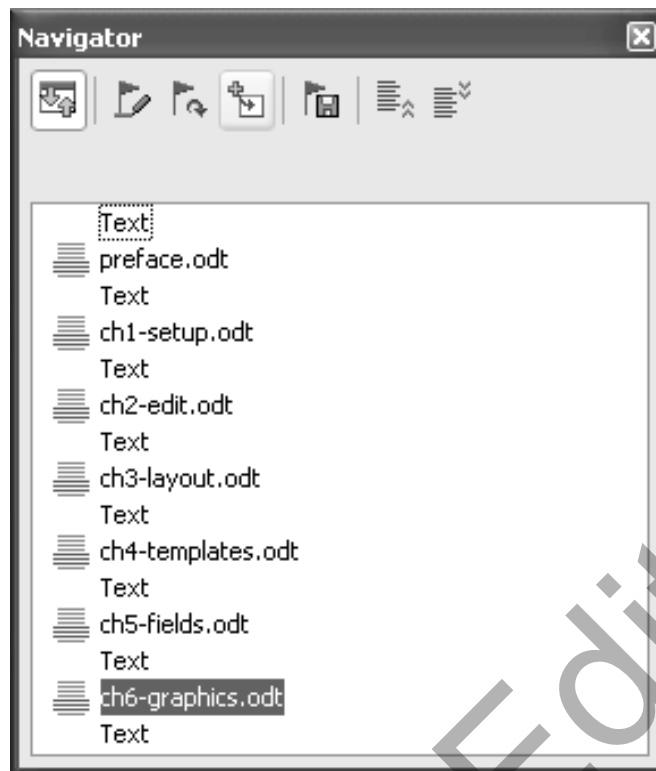 Navigator
Text
preface.odt
Text
ch1-setup.odt
Text
ch2-edit.odt
Text
ch3-layout.odt
Text
ch4-templates.odt
Text
ch5-fields.odt
Text
ch6-graphics.odt
Text